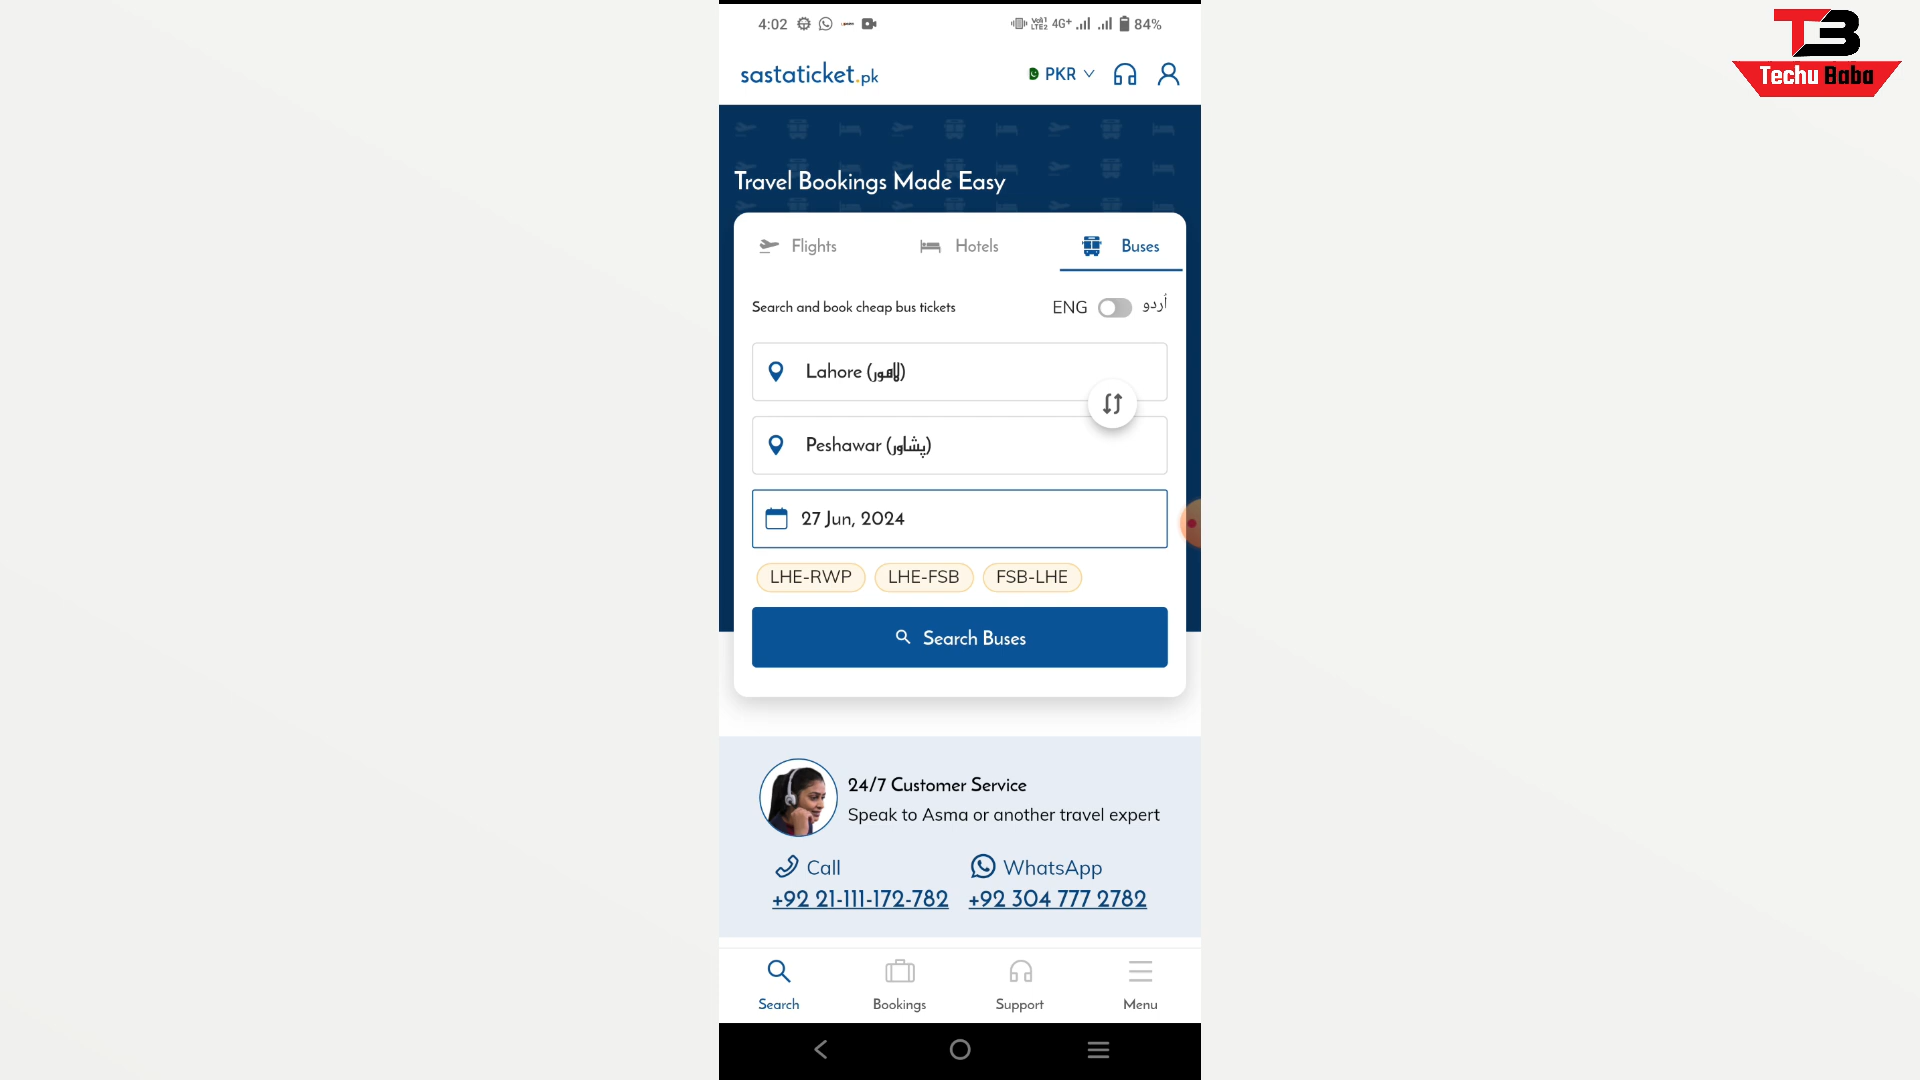 4:02
4G+ 84%
sastaticket.pk
PKR
Travel Bookings Made Easy
Flights
Hotels
Buses
Search and book cheap bus tickets
ENG
اُردو
Lahore (لاہور)
Peshawar (پشاور)
27 Jun, 2024
LHE-RWP
LHE-FSB
FSB-LHE
Search Buses
24/7 Customer Service
Speak to Asma or another travel expert
Call
WhatsApp
+92 21-111-172-782
+92 304 777 2782
Search
Bookings
Support
Menu
TB
Techu Baba